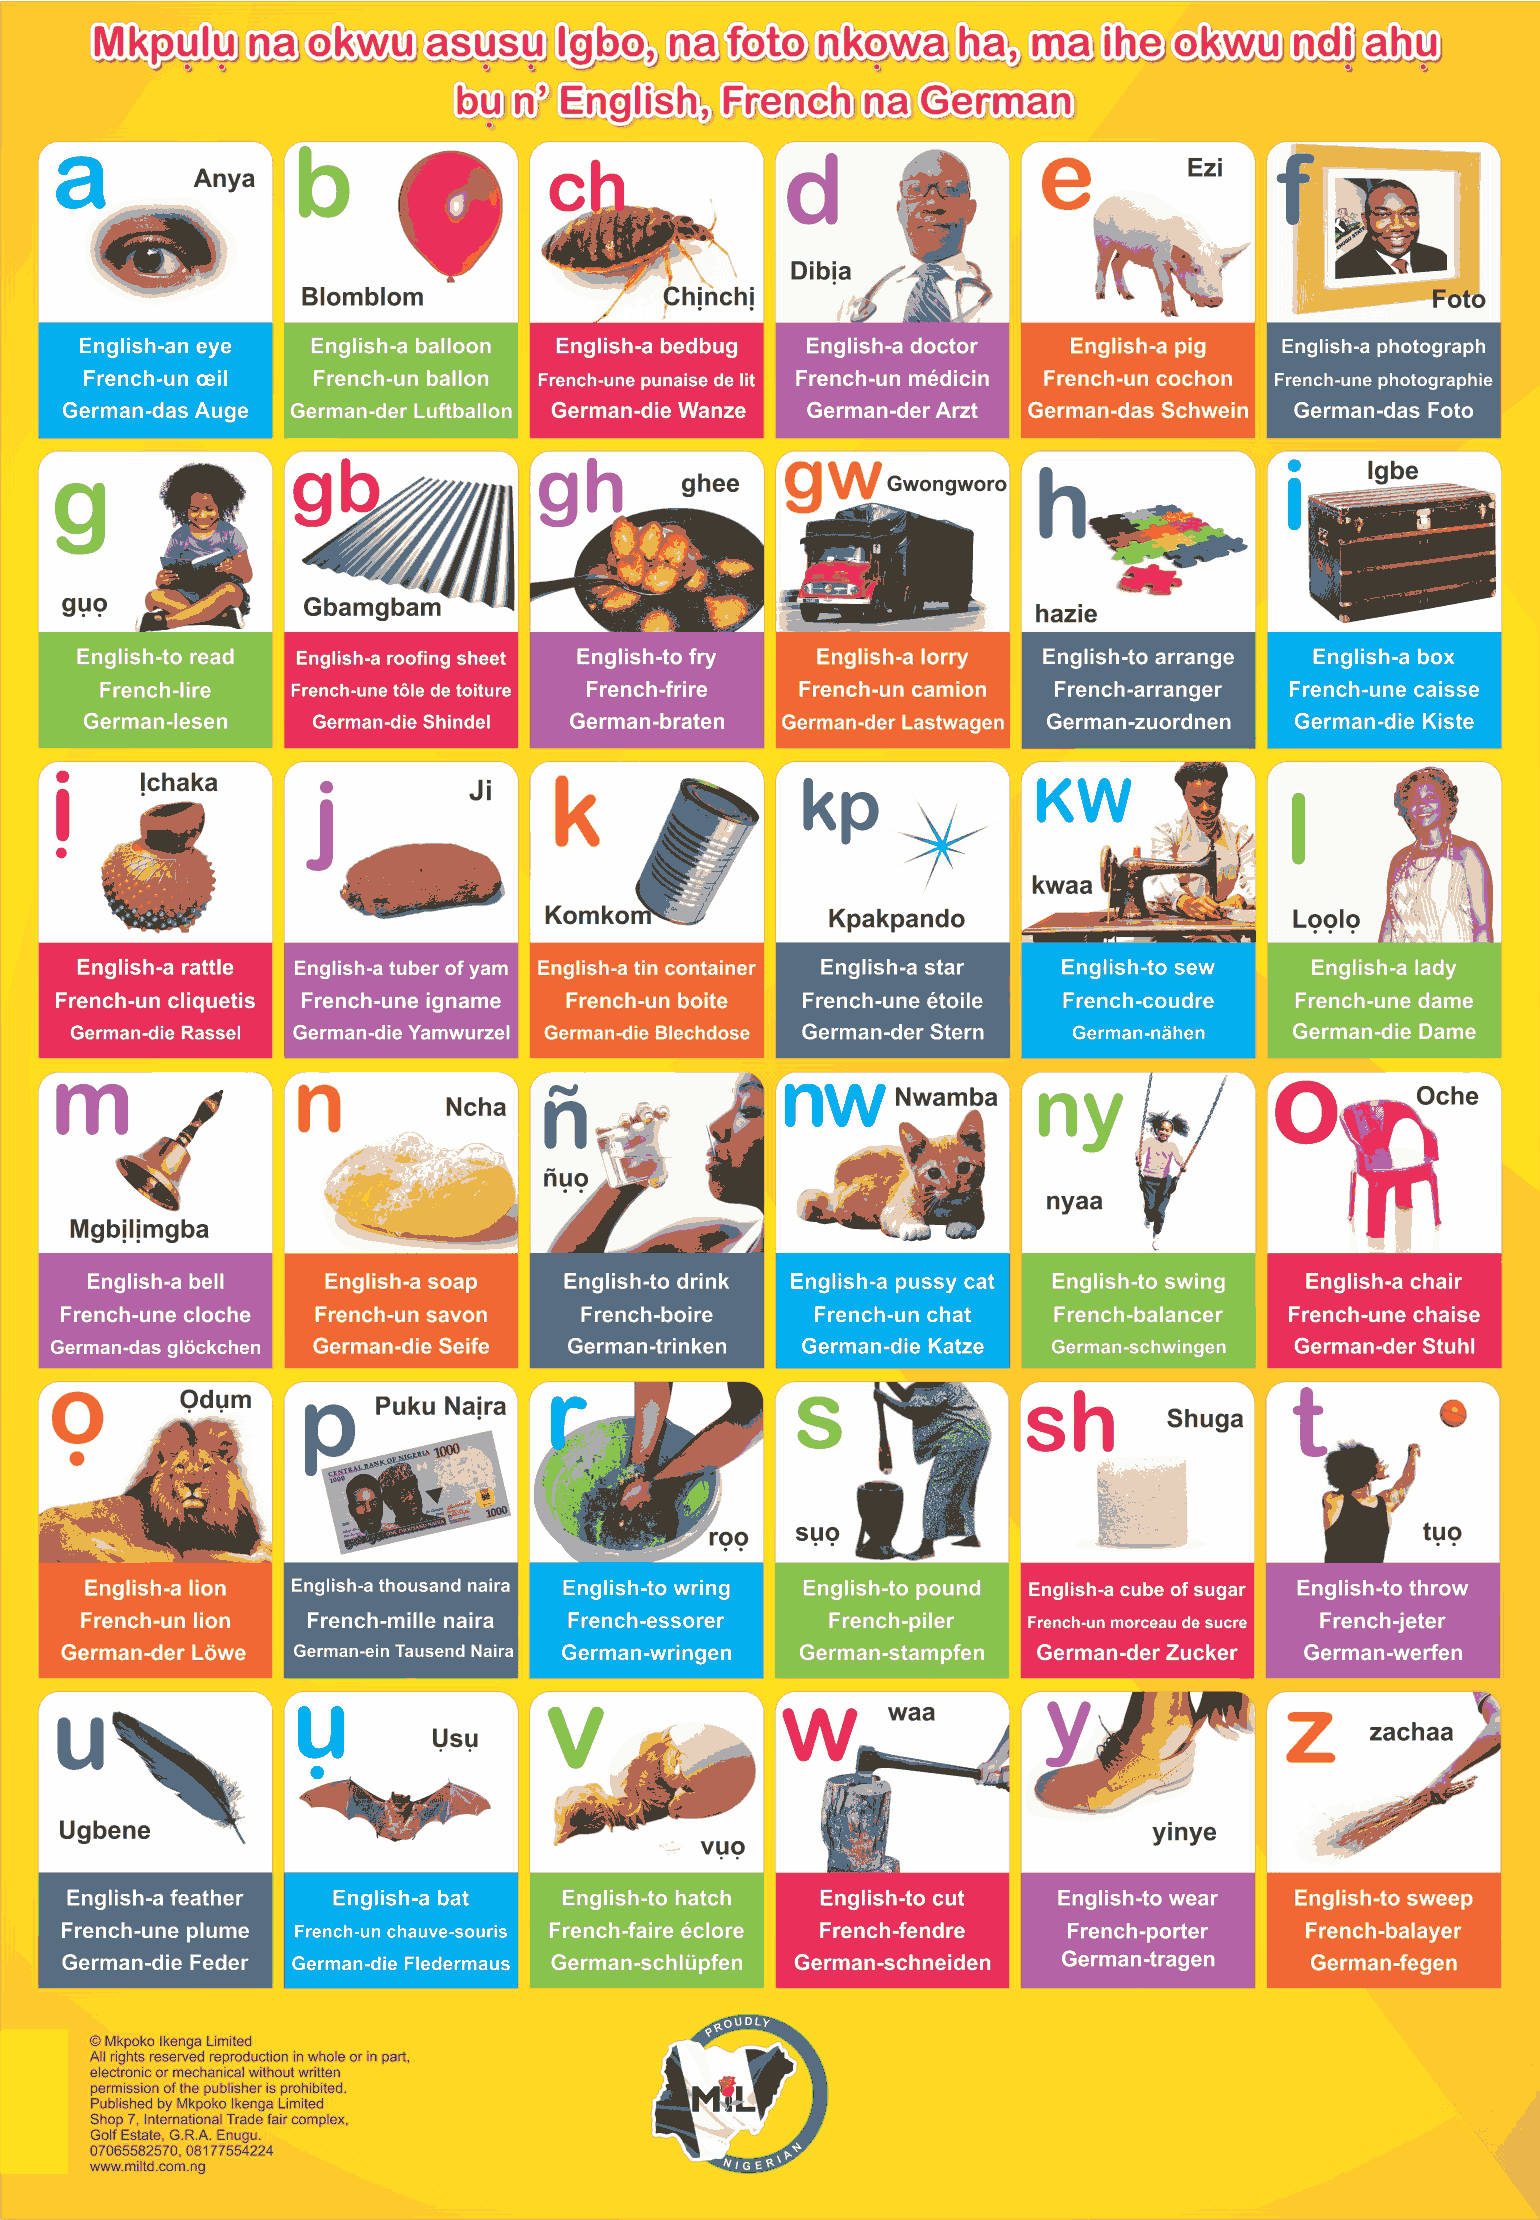 Mkpụlụ na okwu asụsụ Igbo, na foto nkọwa ha, ma ihe okwu ndị ahụ
bụ n' English, French na German
a
Anya
English-an eye
French-un œil
German-das Auge
b
Blomblom
English-a balloon
French-un ballon
German-der Luftballon
ch
Chịnchị
English-a bedbug
French-une punaise de lit
German-die Wanze
d
Dibịa
English-a doctor
French-un médicin
German-der Arzt
e
Ezi
English-a pig
French-un cochon
German-das Schwein
f
Foto
English-a photograph
French-une photographie
German-das Foto
g
gụọ
English-to read
French-lire
German-lesen
gb
Gbamgbam
English-a roofing sheet
French-une tôle de toiture
German-die Shindel
gh
ghee
English-to fry
French-frire
German-braten
gw
Gwongworo
English-a lorry
French-un camion
German-der Lastwagen
h
hazie
English-to arrange
French-arranger
German-zuordnen
i
Igbe
English-a box
French-une caisse
German-die Kiste
ị
Ịchaka
English-a rattle
French-un cliquetis
German-die Rassel
j
Ji
English-a tuber of yam
French-une igname
German-die Yamwurzel
k
Komkom
English-a tin container
French-un boite
German-die Blechdose
kp
Kpakpando
English-a star
French-une étoile
German-der Stern
KW
kwaa
English-to sew
French-coudre
German-nähen
l
Lọọlọ
English-a lady
French-une dame
German-die Dame
m
Mgbịlịmgba
English-a bell
French-une cloche
German-das glöckchen
n
Ncha
English-a soap
French-un savon
German-die Seife
ñ
ñụọ
English-to drink
French-boire
German-trinken
nw
Nwamba
English-a pussy cat
French-un chat
German-die Katze
ny
nyaa
English-to swing
French-balancer
German-schwingen
o
Oche
English-a chair
French-une chaise
German-der Stuhl
ọ
Ọdụm
English-a lion
French-un lion
German-der Löwe
p
Puku Naịra
CENTRAL BANK OF NIGERIA 1000
1000
1000
English-a thousand naira
French-mille naira
German-ein Tausend Naira
r
rọọ
English-to wring
French-essorer
German-wringen
s
sụọ
English-to pound
French-piler
German-stampfen
sh
Shuga
English-a cube of sugar
French-un morceau de sucre
German-der Zucker
t
tụọ
English-to throw
French-jeter
German-werfen
u
Ugbene
English-a feather
French-une plume
German-die Feder
ụ
Ụsụ
English-a bat
French-un chauve-souris
German-die Fledermaus
v
vụọ
English-to hatch
French-faire éclore
German-schlüpfen
w
waa
English-to cut
French-fendre
German-schneiden
y
yinye
English-to wear
French-porter
German-tragen
z
zachaa
English-to sweep
French-balayer
German-fegen
© Mkpoko Ikenga Limited
All rights reserved reproduction in whole or in part,
electronic or mechanical without written
permission of the publisher is prohibited.
Published by Mkpoko Ikenga Limited
Shop 7, International Trade fair complex,
Golf Estate, G.R.A. Enugu.
07065582570, 08177554224
www.miltd.com.ng
PROUDLY
MIL
NIGERIAN